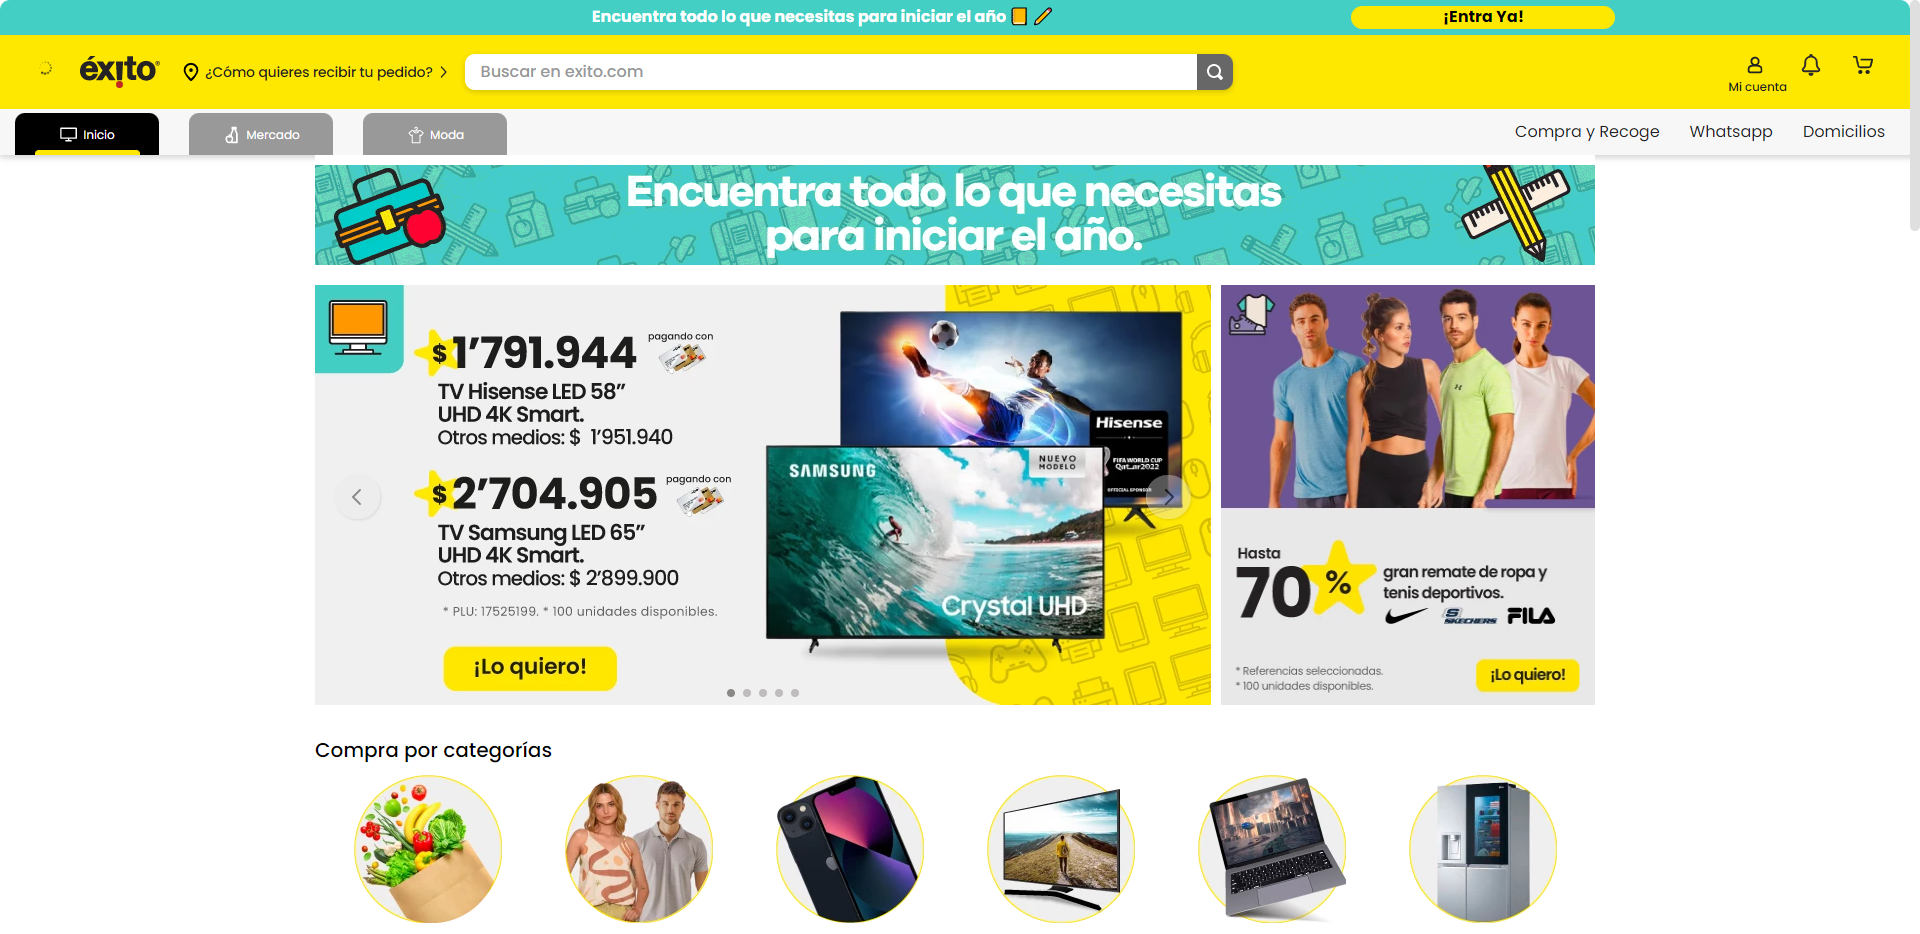 Encuentra todo lo que necesitas para iniciar el año
¡Entra Ya!
éxito
¿Cómo quieres recibir tu pedido?
Buscar en exito.com
Mi cuenta
Inicio
Mercado
Moda
Compra y Recoge
Whatsapp
Domicilios
Encuentra todo lo que necesitas
para iniciar el año.
$1’791.944
pagando con
TV Hisense LED 58”
UHD 4K Smart.
Otros medios: $ 1’951.940
$2’704.905
pagando con
TV Samsung LED 65”
UHD 4K Smart.
Otros medios: $ 2’899.900
* PLU: 17525199. * 100 unidades disponibles.
¡Lo quiero!
Hisense
FIFA WORLD CUP
Qatar2022
OFFICIAL SPONSOR
SAMSUNG
NUEVO
MODELO
Crystal UHD
Hasta
70%
gran remate de ropa y
tenis deportivos.
SKECHERS FILA
* Referencias seleccionadas.
* 100 unidades disponibles.
¡Lo quiero!
Compra por categorías